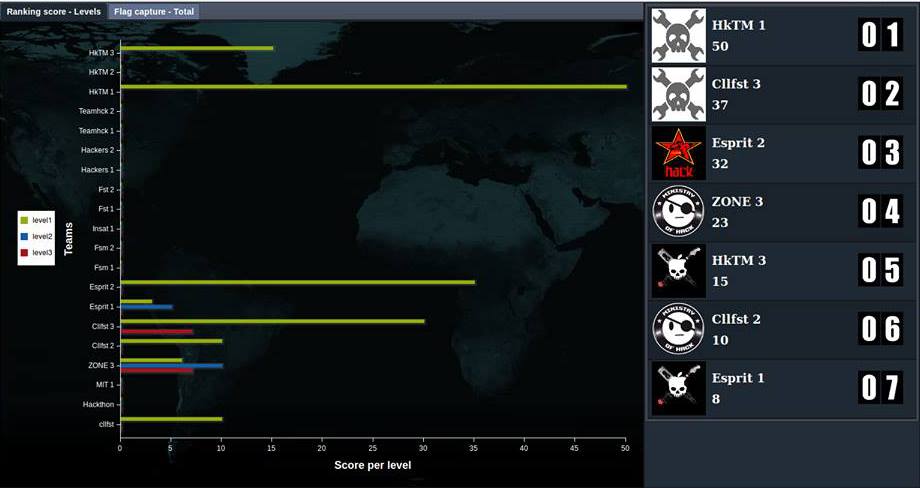 Ranking score - Levels
Flag capture - Total
HkTM 3
HkTM 2
HkTM 1
Teamhck 2
Teamhck 1
Hackers 2
Hackers 1
Fst 2
Fst 1
Insat 1
Fsm 2
Fsm 1
Esprit 2
Esprit 1
Cllfst 3
Cllfst 2
ZONE 3
MIT 1
Hackthon
cllfst
Teams
level1
level2
level3
0 5 10 15 20 25 30 35 40 45 50
Score per level
HkTM 1
50
01
Cllfst 3
37
02
hack
Esprit 2
32
03
MINISTRY
OF HACK
ZONE 3
23
04
HkTM 3
15
05
MINISTRY
OF HACK
Cllfst 2
10
06
Esprit 1
8
07